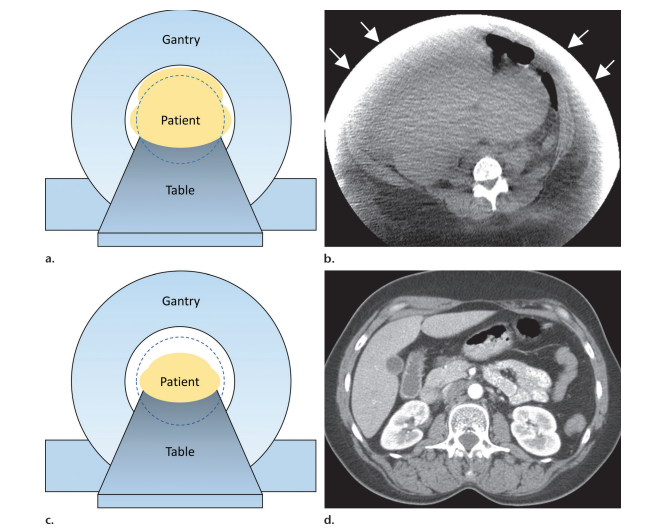 Gantry
Patient
Table
a.
b.
Gantry
Patient
Table
c.
d.